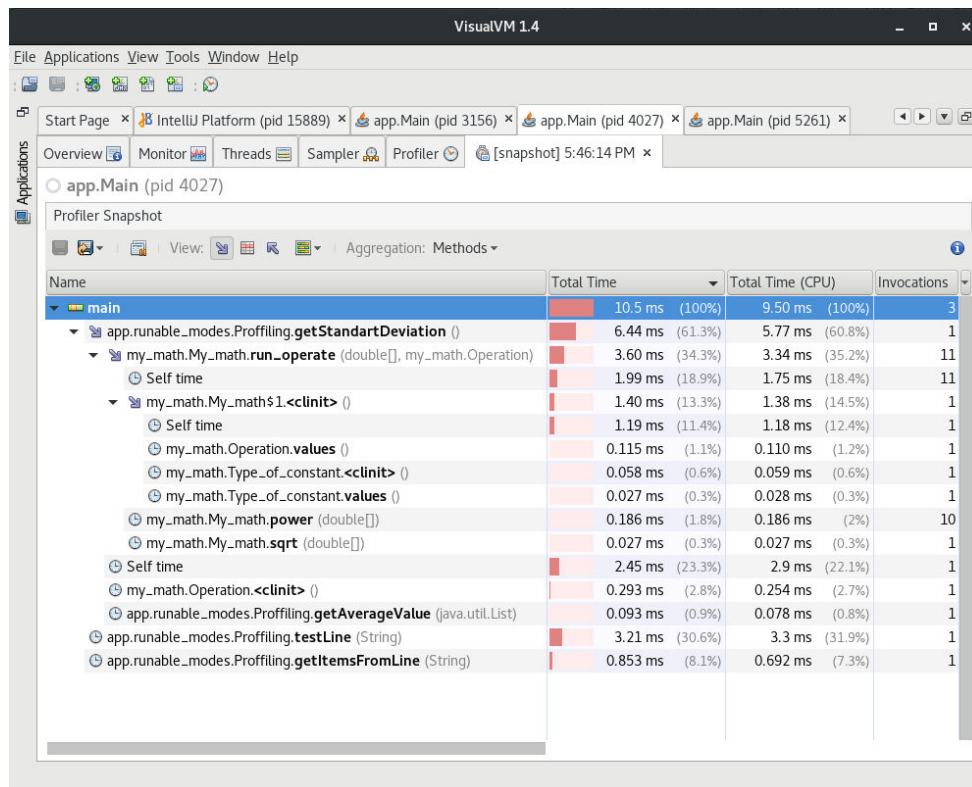 VisualVM 1.4
File Applications View Tools Window Help
Start Page × IntelliJ Platform (pid 15889) × app.Main (pid 3156) × app.Main (pid 4027) × app.Main (pid 5261) ×
Applications
Overview Monitor Threads Sampler Profiler [snapshot] 5:46:14 PM ×
app.Main (pid 4027)
Profiler Snapshot
View: Aggregation: Methods
Name Total Time Total Time (CPU) Invocations
main 10.5 ms (100%) 9.50 ms (100%) 3
app.runable_modes.Proffiling.getStandartDeviation () 6.44 ms (61.3%) 5.77 ms (60.8%) 1
my_math.My_math.run_operate (double[], my_math.Operation) 3.60 ms (34.3%) 3.34 ms (35.2%) 11
Self time 1.99 ms (18.9%) 1.75 ms (18.4%) 11
my_math.My_math$1.<clinit> () 1.40 ms (13.3%) 1.38 ms (14.5%) 1
Self time 1.19 ms (11.4%) 1.18 ms (12.4%) 1
my_math.Operation.values () 0.115 ms (1.1%) 0.110 ms (1.2%) 1
my_math.Type_of_constant.<clinit> () 0.058 ms (0.6%) 0.059 ms (0.6%) 1
my_math.Type_of_constant.values () 0.027 ms (0.3%) 0.028 ms (0.3%) 1
my_math.My_math.power (double[]) 0.186 ms (1.8%) 0.186 ms (2%) 10
my_math.My_math.sqrt (double[]) 0.027 ms (0.3%) 0.027 ms (0.3%) 1
Self time 2.45 ms (23.3%) 2.9 ms (22.1%) 1
my_math.Operation.<clinit> () 0.293 ms (2.8%) 0.254 ms (2.7%) 1
app.runable_modes.Proffiling.getAverageValue (java.util.List) 0.093 ms (0.9%) 0.078 ms (0.8%) 1
app.runable_modes.Proffiling.testLine (String) 3.21 ms (30.6%) 3.3 ms (31.9%) 1
app.runable_modes.Proffiling.getItemsFromLine (String) 0.853 ms (8.1%) 0.692 ms (7.3%) 1